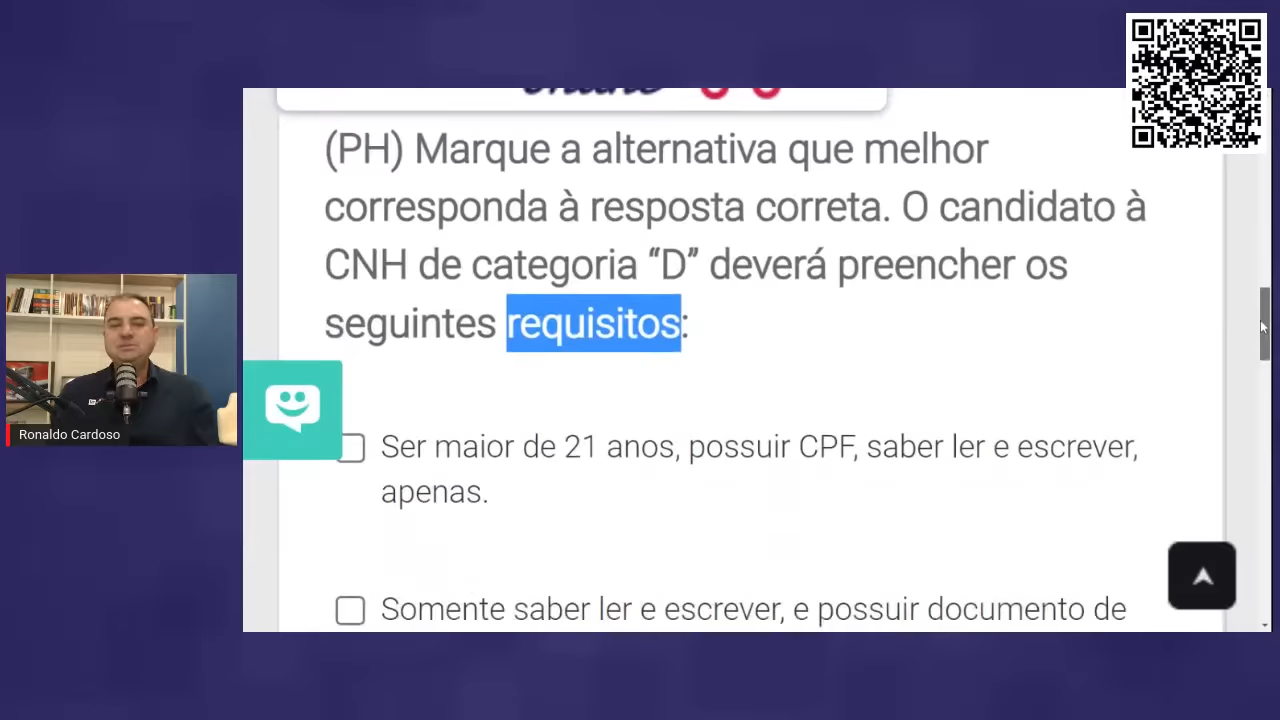 (PH) Marque a alternativa que melhor
corresponda à resposta correta. O candidato à
CNH de categoria “D” deverá preencher os
seguintes requisitos:
Ronaldo Cardoso
Ser maior de 21 anos, possuir CPF, saber ler e escrever,
apenas.
Somente saber ler e escrever, e possuir documento de